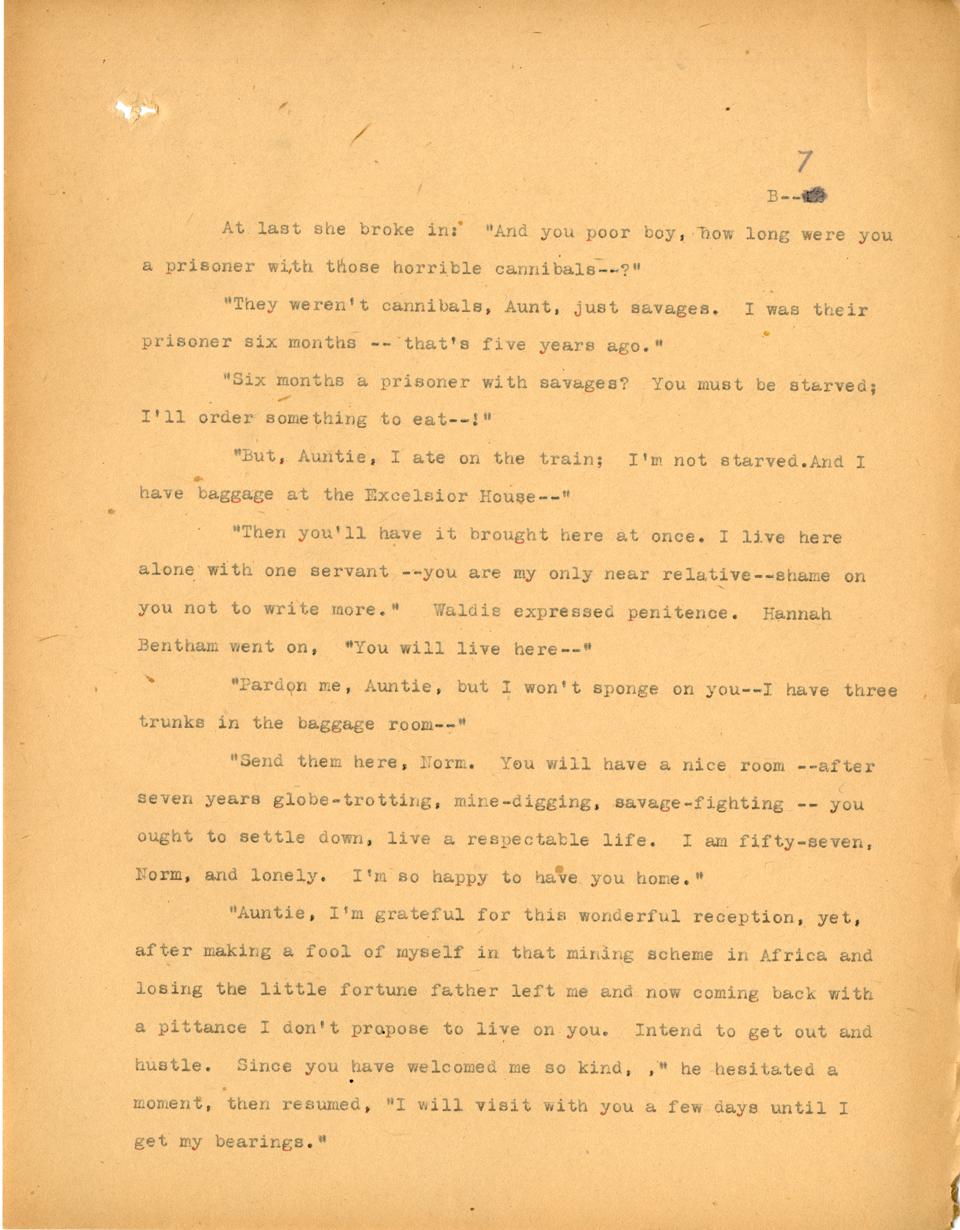 7
B--
At last she broke in: "And you poor boy, how long were you
a prisoner with those horrible cannibals--?"
"They weren't cannibals, Aunt, just savages. I was their
prisoner six months -- that's five years ago."
"Six months a prisoner with savages? You must be starved;
I'll order something to eat--!"
"But, Auntie, I ate on the train; I'm not starved.And I
have baggage at the Excelsior House--"
"Then you'll have it brought here at once. I live here
alone with one servant --you are my only near relative--shame on
you not to write more." Waldis expressed penitence. Hannah
Bentham went on, "You will live here--"
"Pardon me, Auntie, but I won't sponge on you--I have three
trunks in the baggage room--"
"Send them here, Norm. You will have a nice room --after
seven years globe-trotting, mine-digging, savage-fighting -- you
ought to settle down, live a respectable life. I am fifty-seven,
Norm, and lonely. I'm so happy to have you home."
"Auntie, I'm grateful for this wonderful reception, yet,
after making a fool of myself in that mining scheme in Africa and
losing the little fortune father left me and now coming back with
a pittance I don't propose to live on you. Intend to get out and
hustle. Since you have welcomed me so kind, ," he hesitated a
moment, then resumed, "I will visit with you a few days until I
get my bearings."